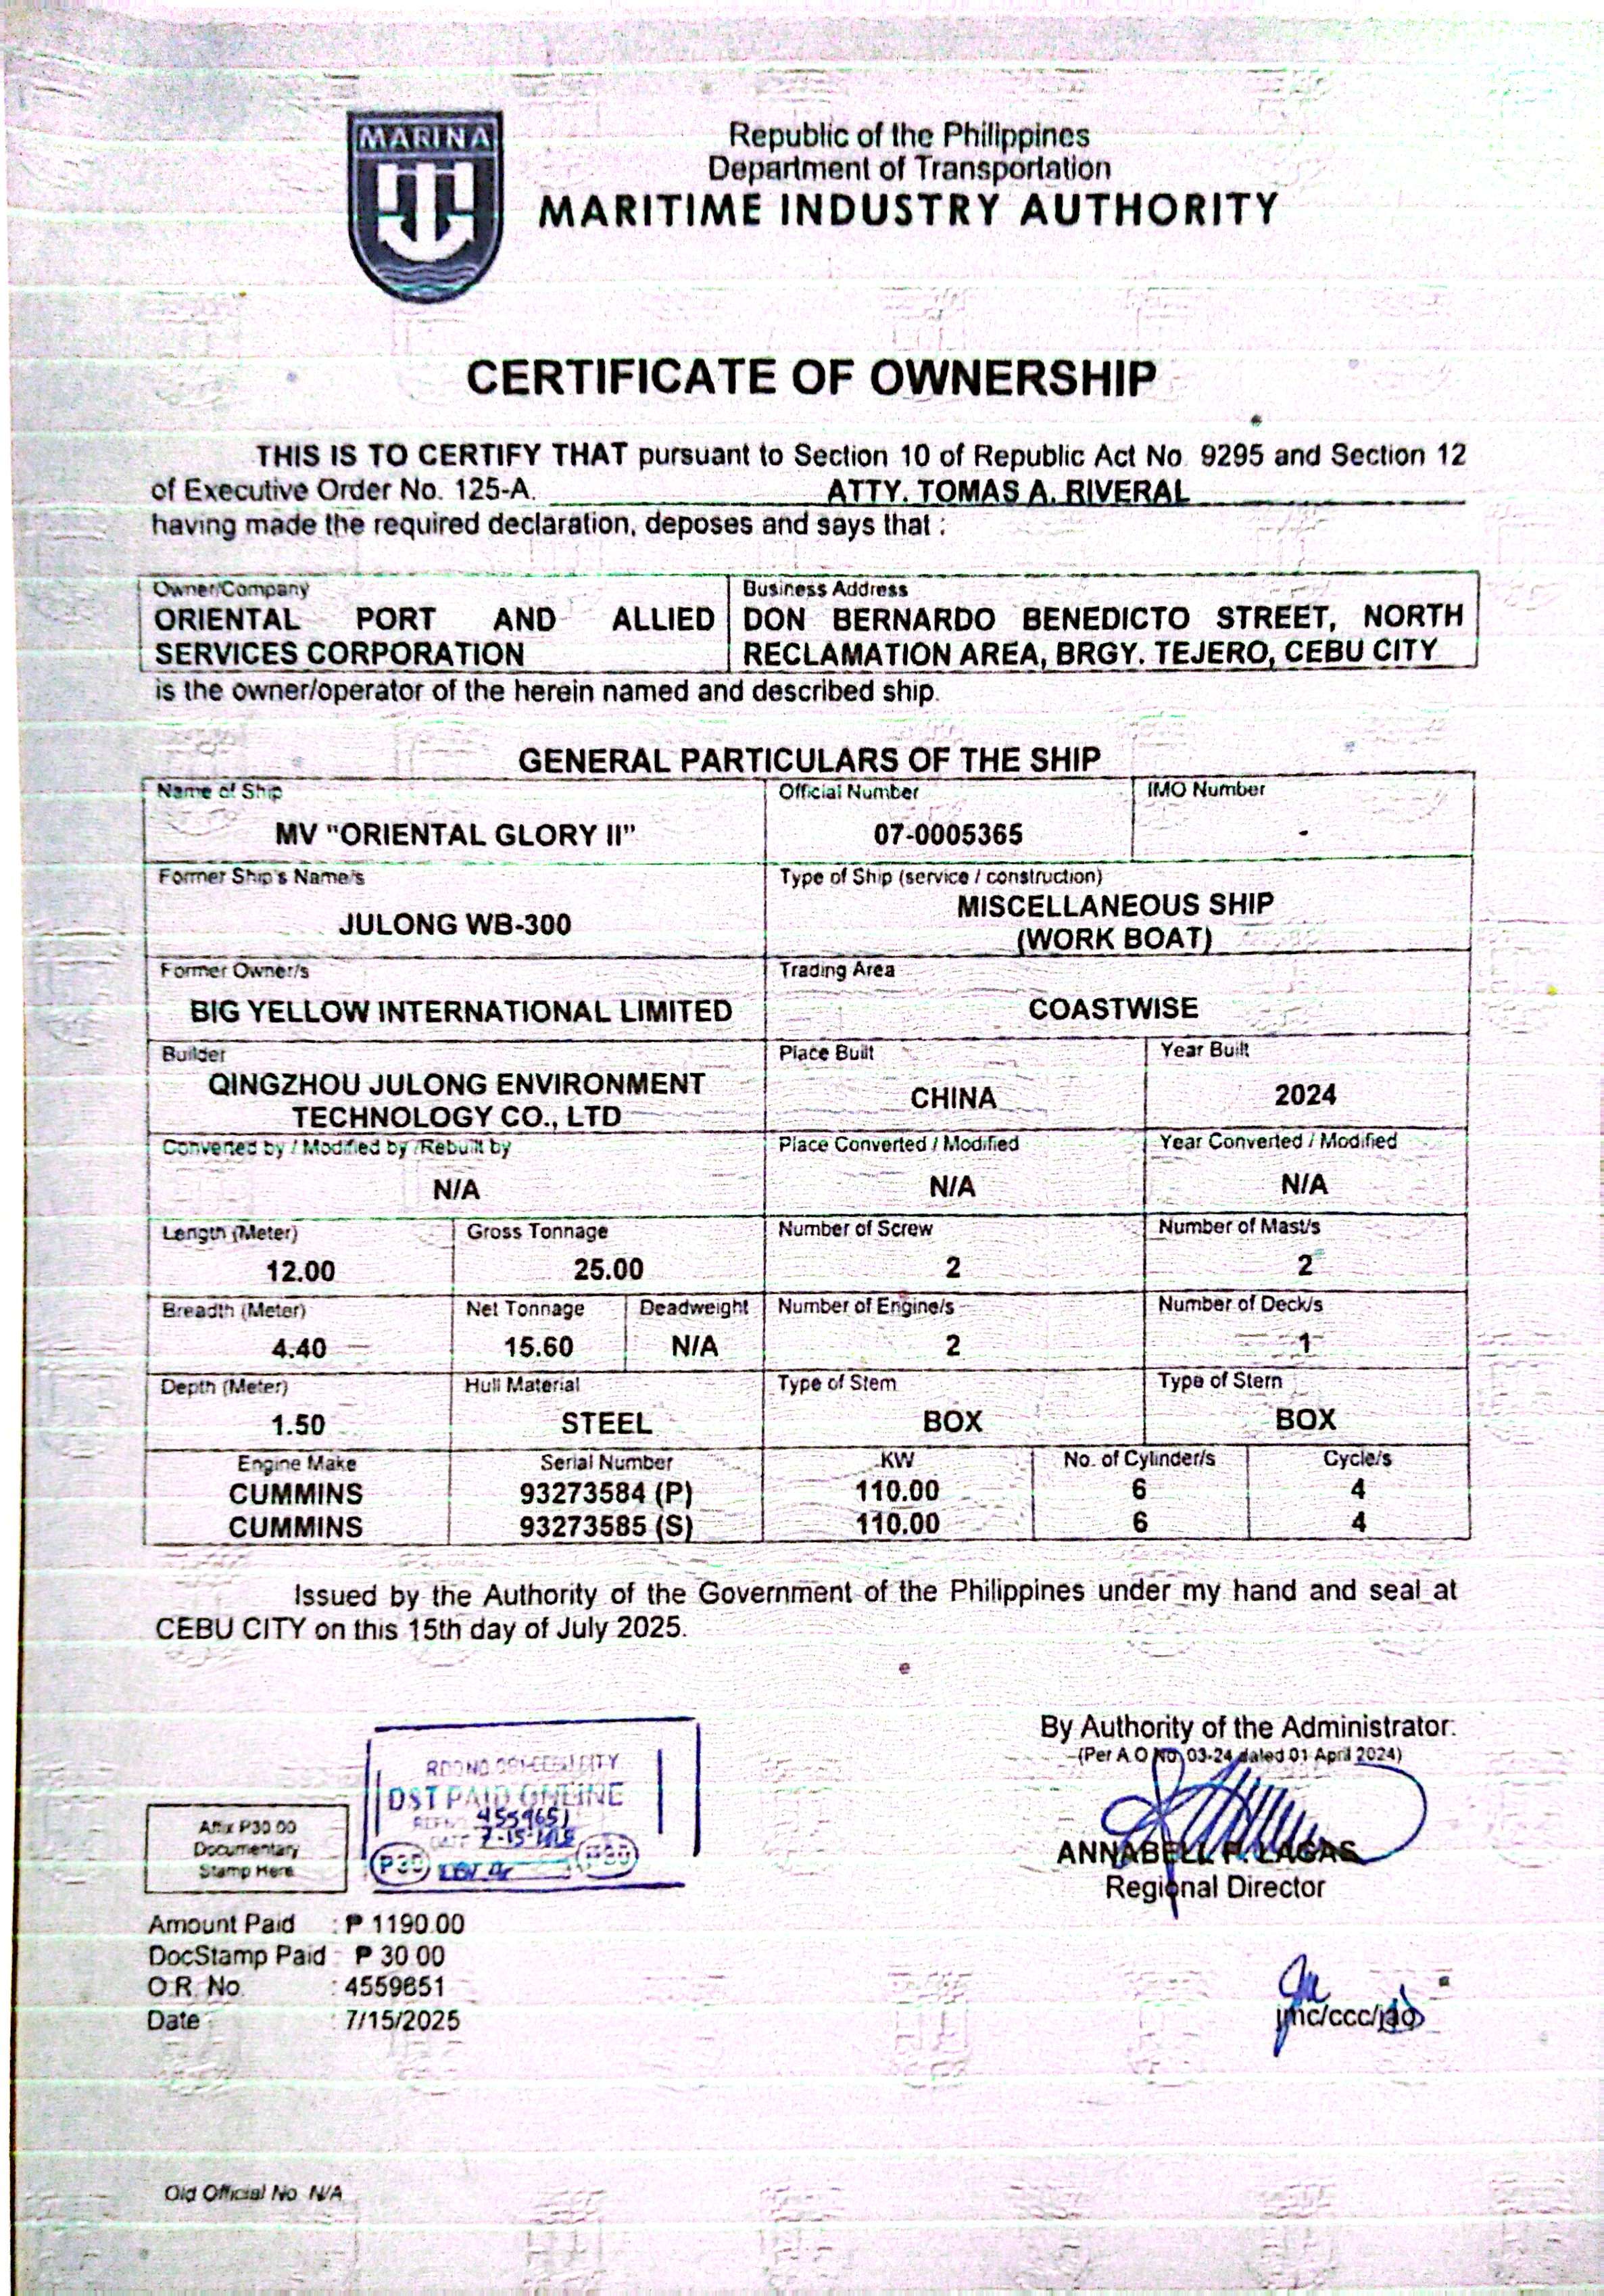 MARINA
Republic of the Philippines
Department of Transportation
MARITIME INDUSTRY AUTHORITY
CERTIFICATE OF OWNERSHIP
THIS IS TO CERTIFY THAT pursuant to Section 10 of Republic Act No. 9295 and Section 12
of Executive Order No. 125-A. ATTY. TOMAS A. RIVERAL
having made the required declaration, deposes and says that :
Owner/Company
ORIENTAL PORT AND ALLIED
SERVICES CORPORATION
Business Address
DON BERNARDO BENEDICTO STREET, NORTH
RECLAMATION AREA, BRGY. TEJERO, CEBU CITY
is the owner/operator of the herein named and described ship.
GENERAL PARTICULARS OF THE SHIP
Name of Ship
MV "ORIENTAL GLORY II"
Official Number
07-0005365
IMO Number
-
Former Ship's Name/s
JULONG WB-300
Type of Ship (service / construction)
MISCELLANEOUS SHIP
(WORK BOAT)
Former Owner/s
BIG YELLOW INTERNATIONAL LIMITED
Trading Area
COASTWISE
Builder
QINGZHOU JULONG ENVIRONMENT
TECHNOLOGY CO., LTD
Place Built
CHINA
Year Built
2024
Converted by / Modified by /Rebuilt by
N/A
Place Converted / Modified
N/A
Year Converted / Modified
N/A
Length (Meter)
12.00
Gross Tonnage
25.00
Number of Screw
2
Number of Mast/s
2
Breadth (Meter)
4.40
Net Tonnage
15.60
Deadweight
N/A
Number of Engine/s
2
Number of Deck/s
1
Depth (Meter)
1.50
Hull Material
STEEL
Type of Stem
BOX
Type of Stern
BOX
Engine Make Serial Number KW No. of Cylinder/s Cycle/s
CUMMINS 93273584 (P) 110.00 6 4
CUMMINS 93273585 (S) 110.00 6 4
Issued by the Authority of the Government of the Philippines under my hand and seal at
CEBU CITY on this 15th day of July 2025.
By Authority of the Administrator:
(Per A.O No. 03-24 dated 01 April 2024)
ANNABELL P. LAGAS
Regional Director
CITY
DST PAID ONLINE
4559651
P30
Affix P30.00
Documentary
Stamp Here
Amount Paid : ₱ 1190.00
DocStamp Paid : ₱ 30.00
O.R. No. : 4559651
Date : 7/15/2025
jmc/ccc/jao
Old Official No. N/A